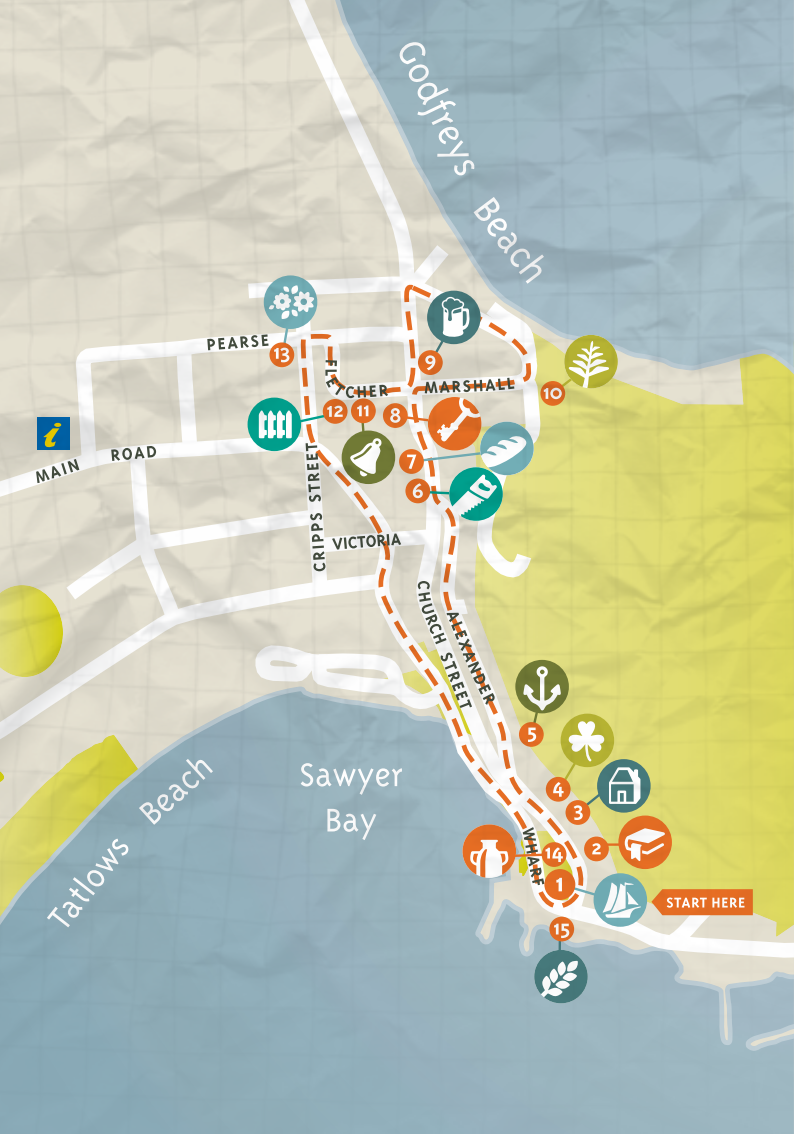 Godfreys Beach
PEARSE
13
FLETCHER
MARSHALL
9
10
12
11
8
7
6
i
MAIN ROAD
CRIPPS STREET
VICTORIA
CHURCH STREET
ALEXANDER
5
4
3
2
Sawyer
Bay
Tatlows Beach
WHARF
14
1
START HERE
15